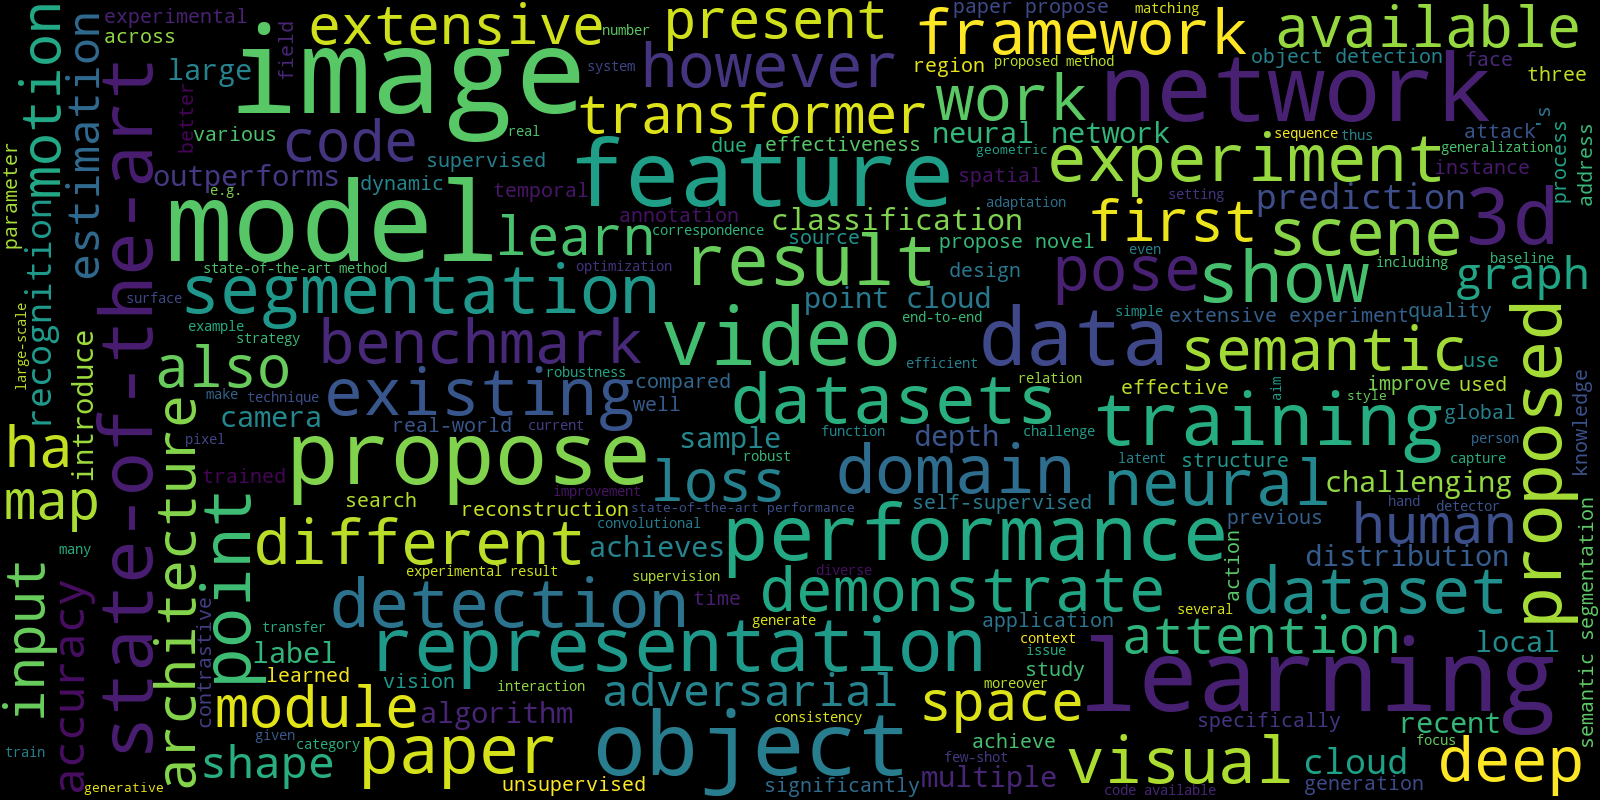 experimental
across
large
field
extensive
number
present
paper propose
matching
framework
available
motion
estimation
state-of-the-art
image
system
however
region
proposed method
object detection
face
three
network
better
various
code
real
transformer
work
neural network
sequence
thus
attack
's
process
address
parameter
recognition
outperforms
e.g.
dynamic
supervised
temporal
feature
due
effectiveness
geometric
experiment
generalization
instance
spatial
annotation
classification
adaptation
setting
prediction
3d
model
learn
correspondence
source
propose novel
first
scene
state-of-the-art method
optimization
result
design
even
pose
show
including
baseline
graph
surface
segmentation
point cloud
large-scale
introduce
example
strategy
benchmark
video
end-to-end
data
simple
extensive experiment
quality
semantic
use
also
robustness
efficient
existing
compared
datasets
relation
effective
aim
improve
used
style
make
technique
camera
well
training
global
proposed
knowledge
ha
pixel
real-world
current
sample
function
depth
challenge
person
propose
robust
domain
latent
structure
capture
map
trained
architecture
search
improvement
loss
self-supervised
neural
challenging
hand
detector
reconstruction
state-of-the-art performance
convolutional
performance
previous
human
many
point
different
achieves
distribution
semantic segmentation
input
accuracy
experimental result
supervision
diverse
action
contrastive
detection
time
demonstrate
several
dataset
transfer
generate
application
label
representation
context
issue
attention
local
learned
vision
interaction
study
learning
module
algorithm
adversarial
moreover
space
consistency
specifically
recent
given
category
train
shape
paper
object
achieve
focus
few-shot
visual
cloud
deep
generative
unsupervised
significantly
multiple
code available
generation